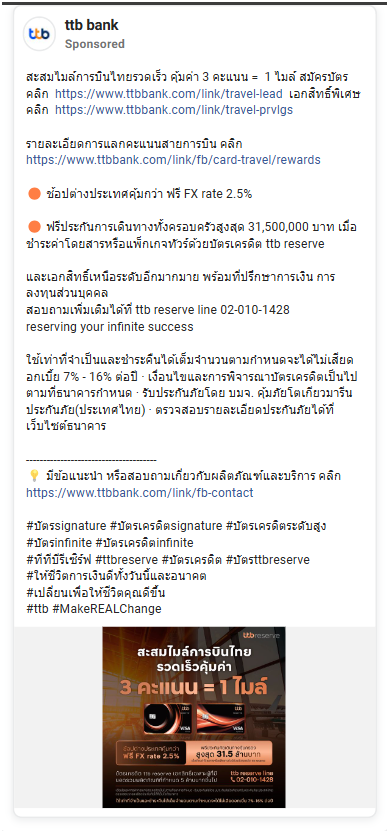 ttb
ttb bank
Sponsored
สะสมไมล์การบินไทยรวดเร็ว คุ้มค่า 3 คะแนน = 1 ไมล์ สมัครบัตร
คลิก https://www.ttbbank.com/link/travel-lead เอกสิทธิ์พิเศษ
คลิก https://www.ttbbank.com/link/travel-prvlgs
รายละเอียดการแลกคะแนนสายการบิน คลิก
https://www.ttbbank.com/link/fb/card-travel/rewards
🟠 ช้อปต่างประเทศคุ้มกว่า ฟรี FX rate 2.5%
🟠 ฟรีประกันการเดินทางทั้งครอบครัวสูงสุด 31,500,000 บาท เมื่อ
ชำระค่าโดยสารหรือแพ็กเกจทัวร์ด้วยบัตรเครดิต ttb reserve
และเอกสิทธิ์เหนือระดับอีกมากมาย พร้อมที่ปรึกษาการเงิน การ
ลงทุนส่วนบุคคล
สอบถามเพิ่มเติมได้ที่ ttb reserve line 02-010-1428
reserving your infinite success
ใช้เท่าที่จำเป็นและชำระคืนได้เต็มจำนวนตามกำหนดจะได้ไม่เสียด
อกเบี้ย 7% - 16% ต่อปี · เงื่อนไขและการพิจารณาบัตรเครดิตเป็นไป
ตามที่ธนาคารกำหนด · รับประกันภัยโดย บมจ. คุ้มภัยโตเกียวมารีน
ประกันภัย(ประเทศไทย) · ตรวจสอบรายละเอียดประกันภัยได้ที่
เว็บไซต์ธนาคาร
--------------------------------------
💡 มีข้อแนะนำ หรือสอบถามเกี่ยวกับผลิตภัณฑ์และบริการ คลิก
https://www.ttbbank.com/link/fb-contact
#บัตรsignature #บัตรเครดิตsignature #บัตรเครดิตระดับสูง
#บัตรinfinite #บัตรเครดิตinfinite
#ทีทีบีรีเซิร์ฟ #ttbreserve #บัตรเครดิต #บัตรttbreserve
#ให้ชีวิตการเงินดีทั้งวันนี้และอนาคต
#เปลี่ยนเพื่อให้ชีวิตคุณดีขึ้น
#ttb #MakeREALChange
ttb reserve
สะสมไมล์การบินไทย
รวดเร็วคุ้มค่า
3 คะแนน = 1 ไมล์
VISA VISA
ช้อปต่างประเทศคุ้มกว่า
ฟรี FX rate 2.5%
สูงสุด 31.5 ล้านบาท
ttb reserve line
02-010-1428